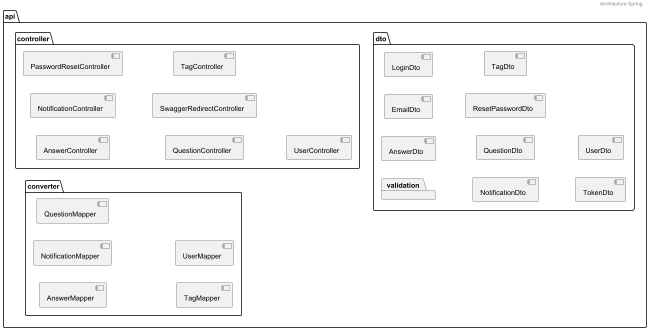 Architecture Spring
api
controller
PasswordResetController
TagController
NotificationController
SwaggerRedirectController
AnswerController
QuestionController
UserController
converter
QuestionMapper
NotificationMapper
UserMapper
AnswerMapper
TagMapper
dto
LoginDto
TagDto
EmailDto
ResetPasswordDto
AnswerDto
QuestionDto
UserDto
validation
NotificationDto
TokenDto